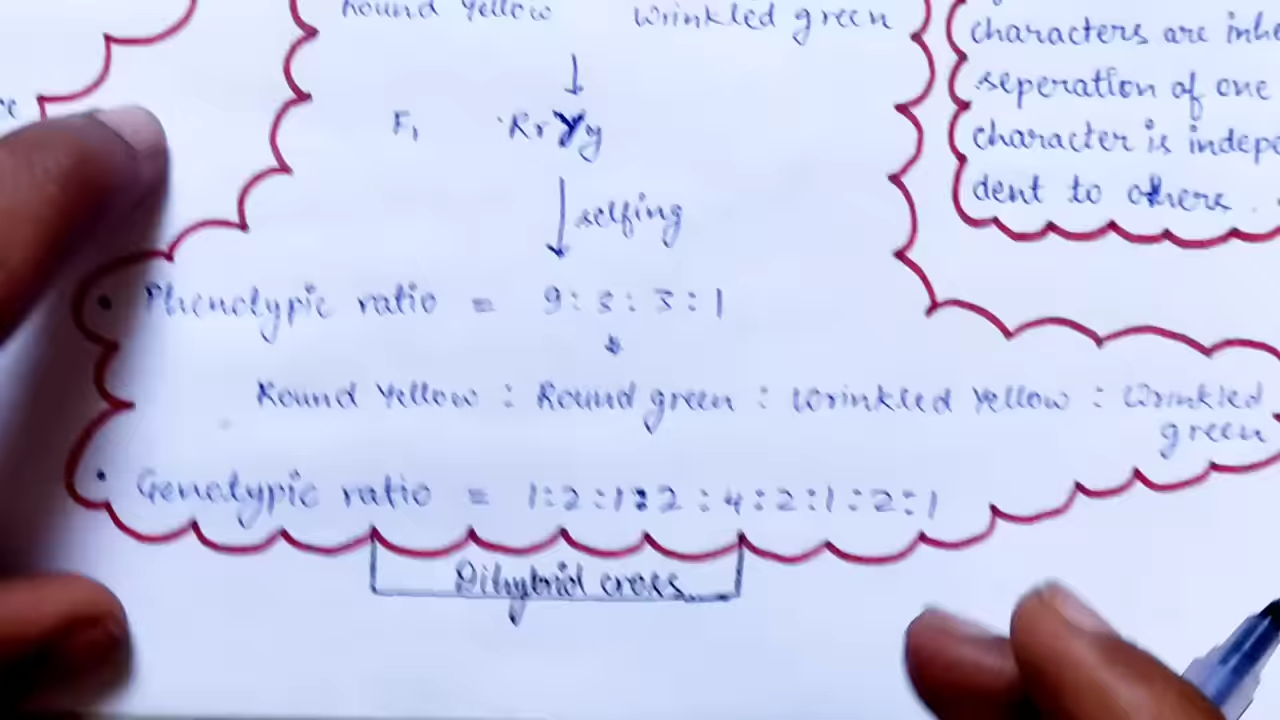 Round Yellow    Wrinkled green
F1    RrYy
selfing
• Phenotypic ratio = 9:3:3:1
Round Yellow : Round green : Wrinkled Yellow : Wrinkled
green
• Genotypic ratio = 1:2:1:2:4:2:1:2:1
Dihybrid cross
characters are inhe
seperation of one
character is indepe
dent to others.